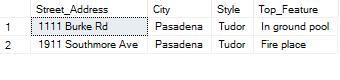 Street_Address City Style Top_Feature
1 1111 Burke Rd Pasadena Tudor In ground pool
2 1911 Southmore Ave Pasadena Tudor Fire place